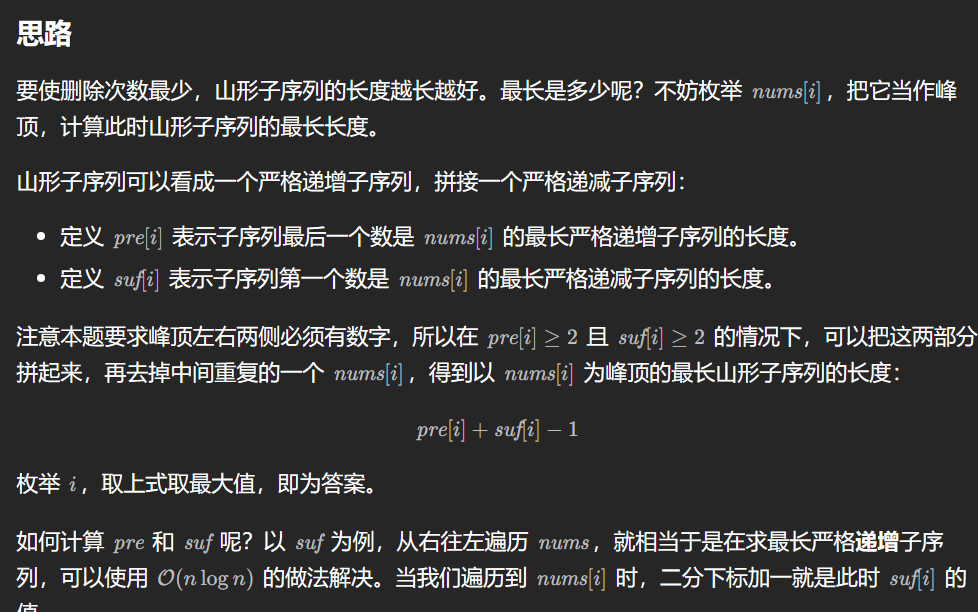 思路
要使删除次数最少，山形子序列的长度越长越好。最长是多少呢？不妨枚举 nums[i]，把它当作峰
顶，计算此时山形子序列的最长长度。
山形子序列可以看成一个严格递增子序列，拼接一个严格递减子序列：
• 定义 pre[i] 表示子序列最后一个数是 nums[i] 的最长严格递增子序列的长度。
• 定义 suf[i] 表示子序列第一个数是 nums[i] 的最长严格递减子序列的长度。
注意本题要求峰顶左右两侧必须有数字，所以在 pre[i] ≥ 2 且 suf[i] ≥ 2 的情况下，可以把这两部分
拼起来，再去掉中间重复的一个 nums[i]，得到以 nums[i] 为峰顶的最长山形子序列的长度：
pre[i] + suf[i] − 1
枚举 i，取上式取最大值，即为答案。
如何计算 pre 和 suf 呢？以 suf 为例，从右往左遍历 nums，就相当于是在求最长严格递增子序
列，可以使用 O(n log n) 的做法解决。当我们遍历到 nums[i] 时，二分下标加一就是此时 suf[i] 的